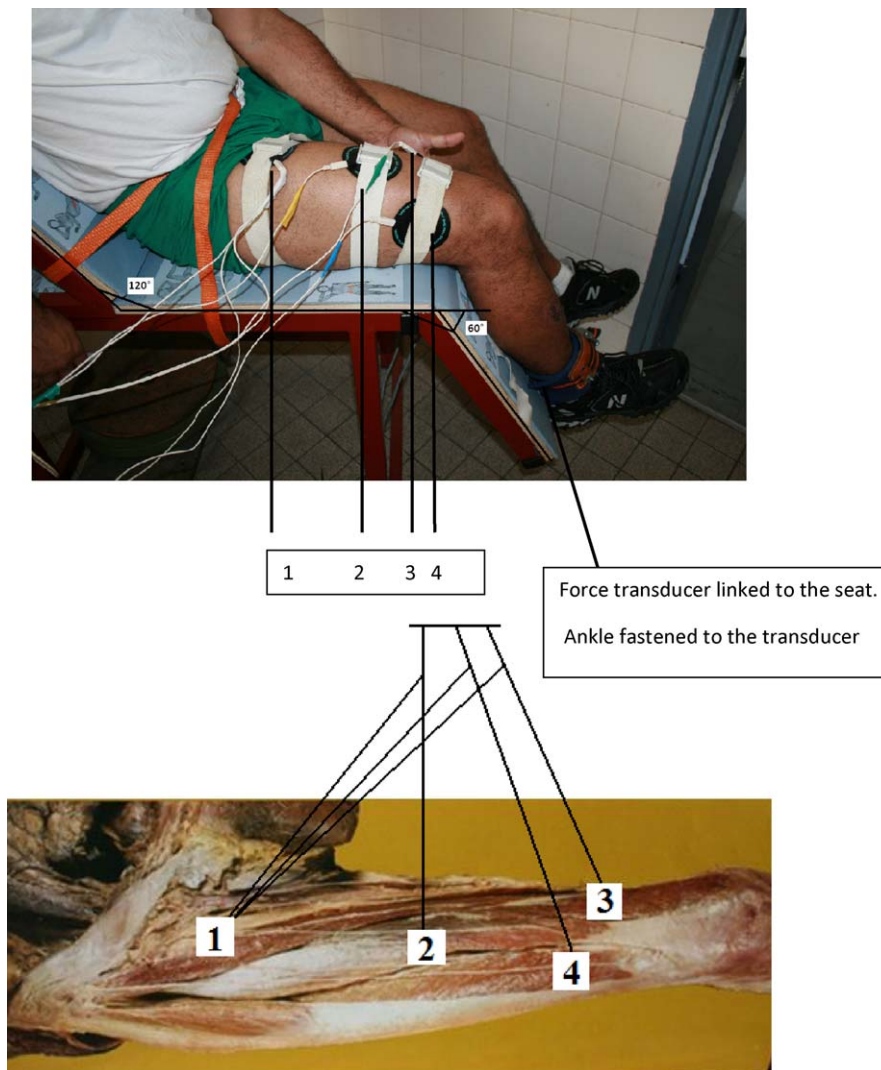 120°
60°
N
N
1 2 3 4
Force transducer linked to the seat.
Ankle fastened to the transducer
1
2
3
4